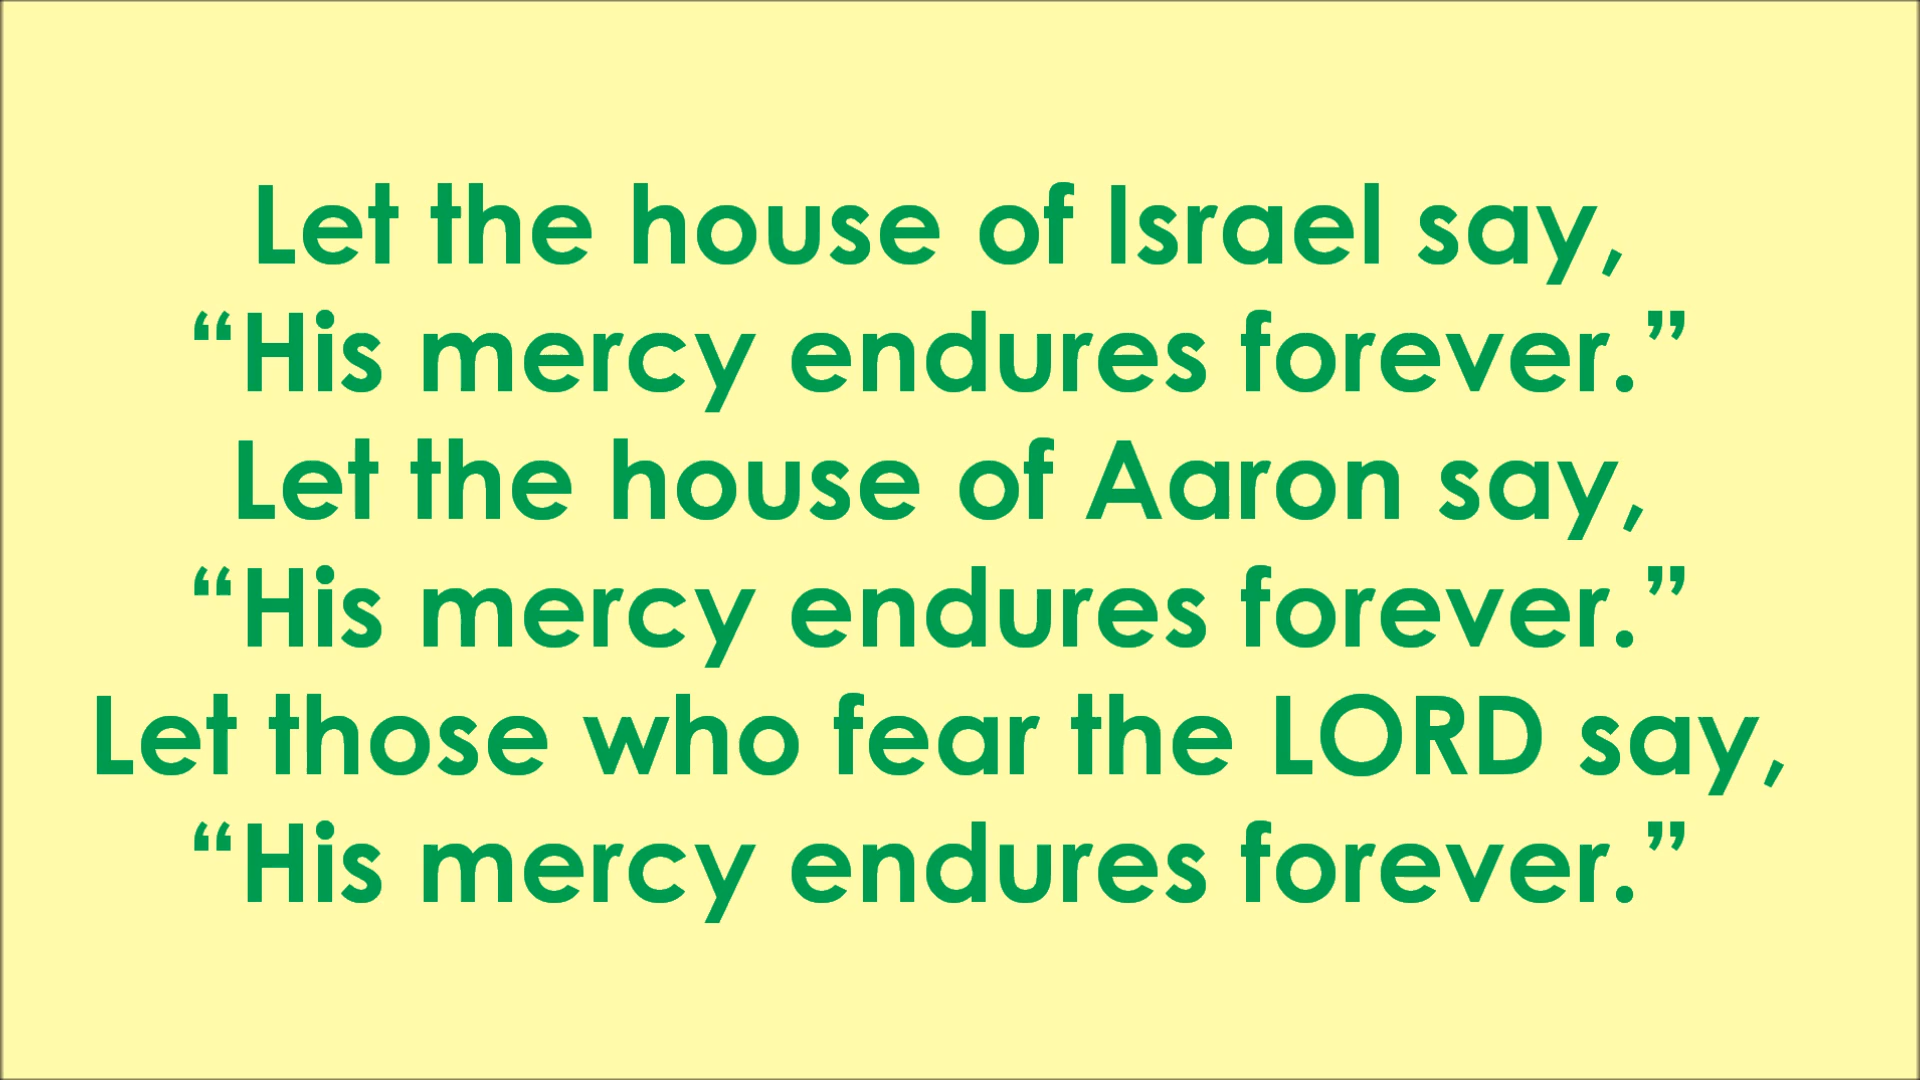 Let the house of Israel say,
“His mercy endures forever.”
Let the house of Aaron say,
“His mercy endures forever.”
Let those who fear the LORD say,
“His mercy endures forever.”